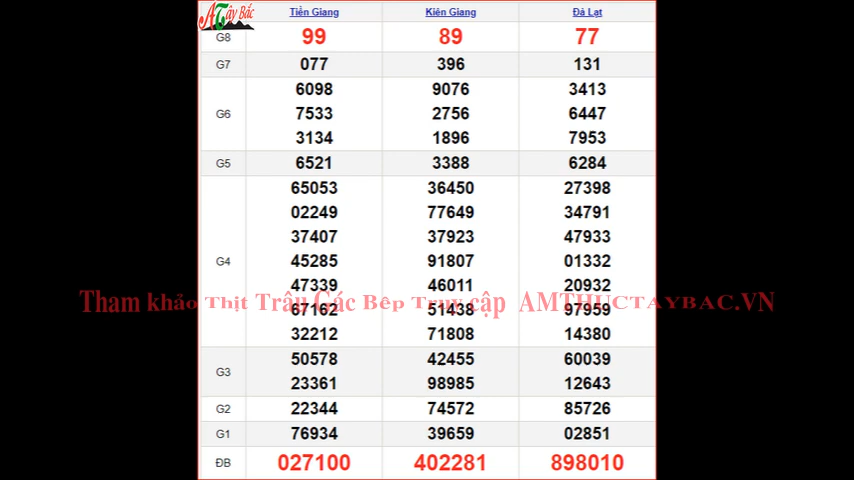 ATây Bắc
Tiền Giang Kiên Giang Đà Lạt
G8 99 89 77
G7 077 396 131
6098 9076 3413
G6 7533 2756 6447
3134 1896 7953
G5 6521 3388 6284
65053 36450 27398
02249 77649 34791
37407 37923 47933
G4 45285 91807 01332
47339 46011 20932
Tham khảo Thịt Trâu Gác Bếp Truy cập AMTHUCTAYBAC.VN
67162 51438 97959
32212 71808 14380
50578 42455 60039
G3
23361 98985 12643
G2 22344 74572 85726
G1 76934 39659 02851
ĐB 027100 402281 898010